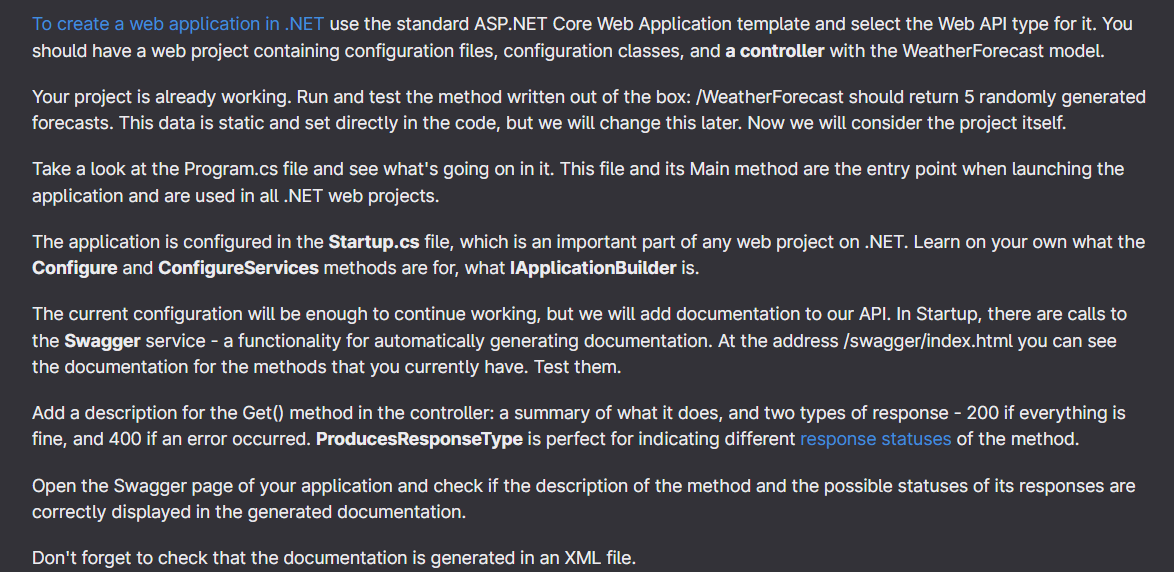 To create a web application in .NET use the standard ASP.NET Core Web Application template and select the Web API type for it. You
should have a web project containing configuration files, configuration classes, and a controller with the WeatherForecast model.
Your project is already working. Run and test the method written out of the box: /WeatherForecast should return 5 randomly generated
forecasts. This data is static and set directly in the code, but we will change this later. Now we will consider the project itself.
Take a look at the Program.cs file and see what's going on in it. This file and its Main method are the entry point when launching the
application and are used in all .NET web projects.
The application is configured in the Startup.cs file, which is an important part of any web project on .NET. Learn on your own what the
Configure and ConfigureServices methods are for, what IApplicationBuilder is.
The current configuration will be enough to continue working, but we will add documentation to our API. In Startup, there are calls to
the Swagger service - a functionality for automatically generating documentation. At the address /swagger/index.html you can see
the documentation for the methods that you currently have. Test them.
Add a description for the Get() method in the controller: a summary of what it does, and two types of response - 200 if everything is
fine, and 400 if an error occurred. ProducesResponseType is perfect for indicating different response statuses of the method.
Open the Swagger page of your application and check if the description of the method and the possible statuses of its responses are
correctly displayed in the generated documentation.
Don't forget to check that the documentation is generated in an XML file.